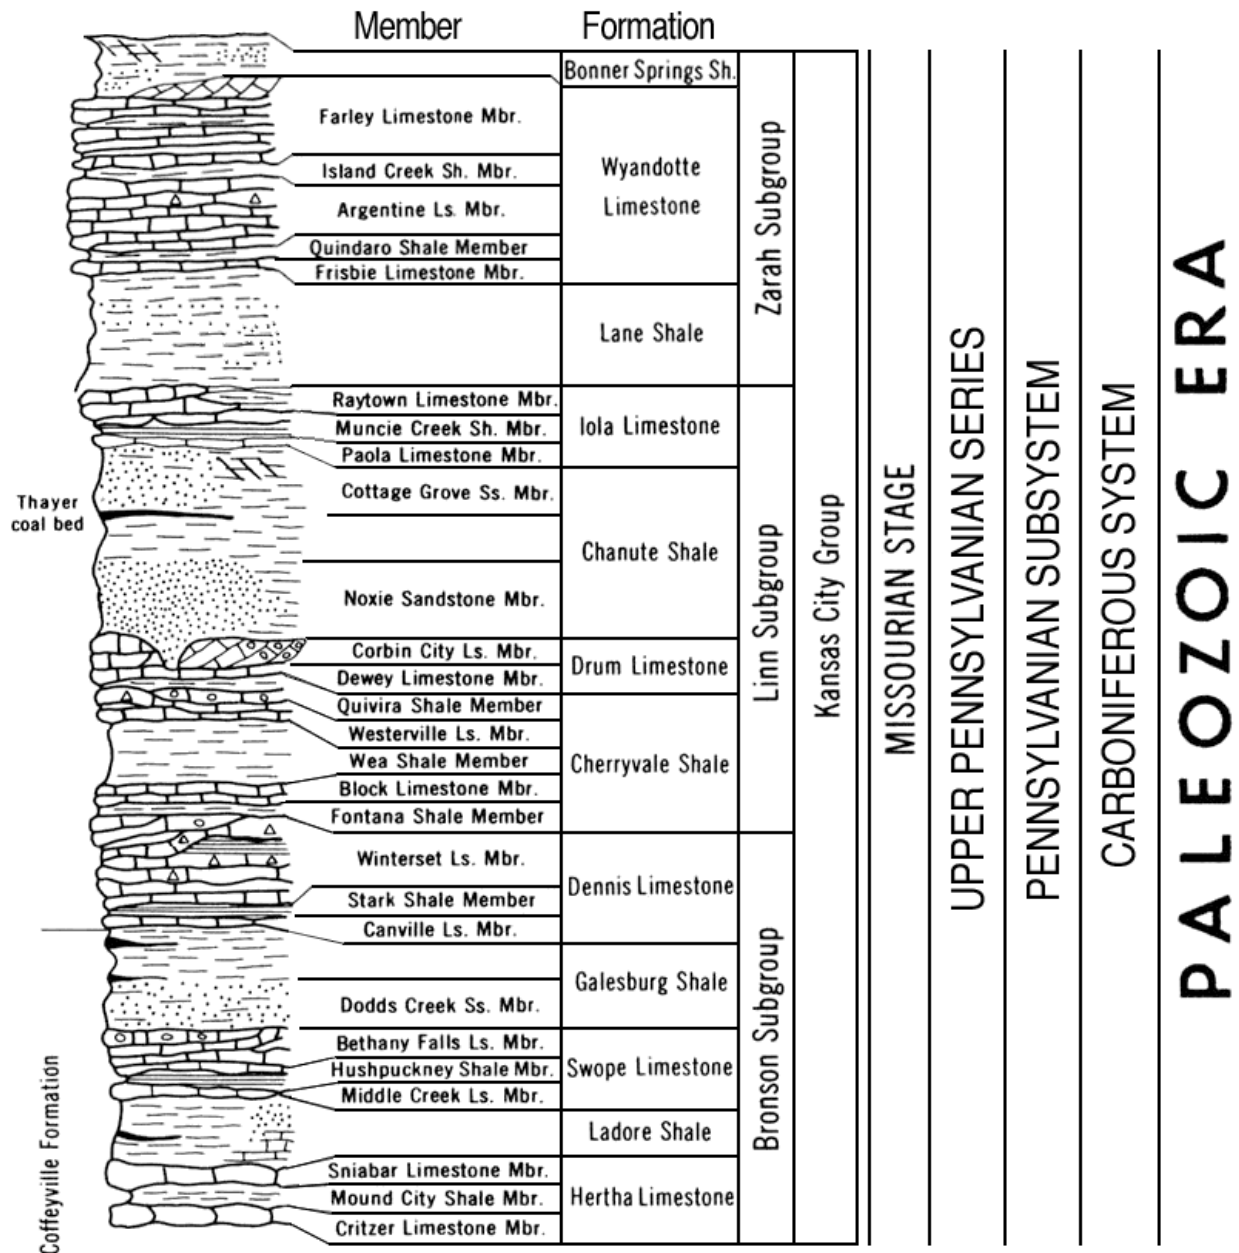 Member Formation
Bonner Springs Sh.
Farley Limestone Mbr.
Island Creek Sh. Mbr.
Wyandotte
Limestone
Argentine Ls. Mbr.
Quindaro Shale Member
Frisbie Limestone Mbr.
Lane Shale
Zarah Subgroup
Raytown Limestone Mbr.
Muncie Creek Sh. Mbr.
Iola Limestone
Paola Limestone Mbr.
Cottage Grove Ss. Mbr.
Thayer
coal bed
Chanute Shale
Noxie Sandstone Mbr.
Corbin City Ls. Mbr.
Drum Limestone
Dewey Limestone Mbr.
Quivira Shale Member
Westerville Ls. Mbr.
Wea Shale Member
Cherryvale Shale
Block Limestone Mbr.
Fontana Shale Member
Linn Subgroup
Winterset Ls. Mbr.
Dennis Limestone
Stark Shale Member
Canville Ls. Mbr.
Galesburg Shale
Dodds Creek Ss. Mbr.
Bethany Falls Ls. Mbr.
Hushpuckney Shale Mbr.
Swope Limestone
Middle Creek Ls. Mbr.
Ladore Shale
Sniabar Limestone Mbr.
Mound City Shale Mbr.
Hertha Limestone
Critzer Limestone Mbr.
Bronson Subgroup
Coffeyville Formation
Kansas City Group
MISSOURIAN STAGE
UPPER PENNSYLVANIAN SERIES
PENNSYLVANIAN SUBSYSTEM
CARBONIFEROUS SYSTEM
PALEOZOIC ERA